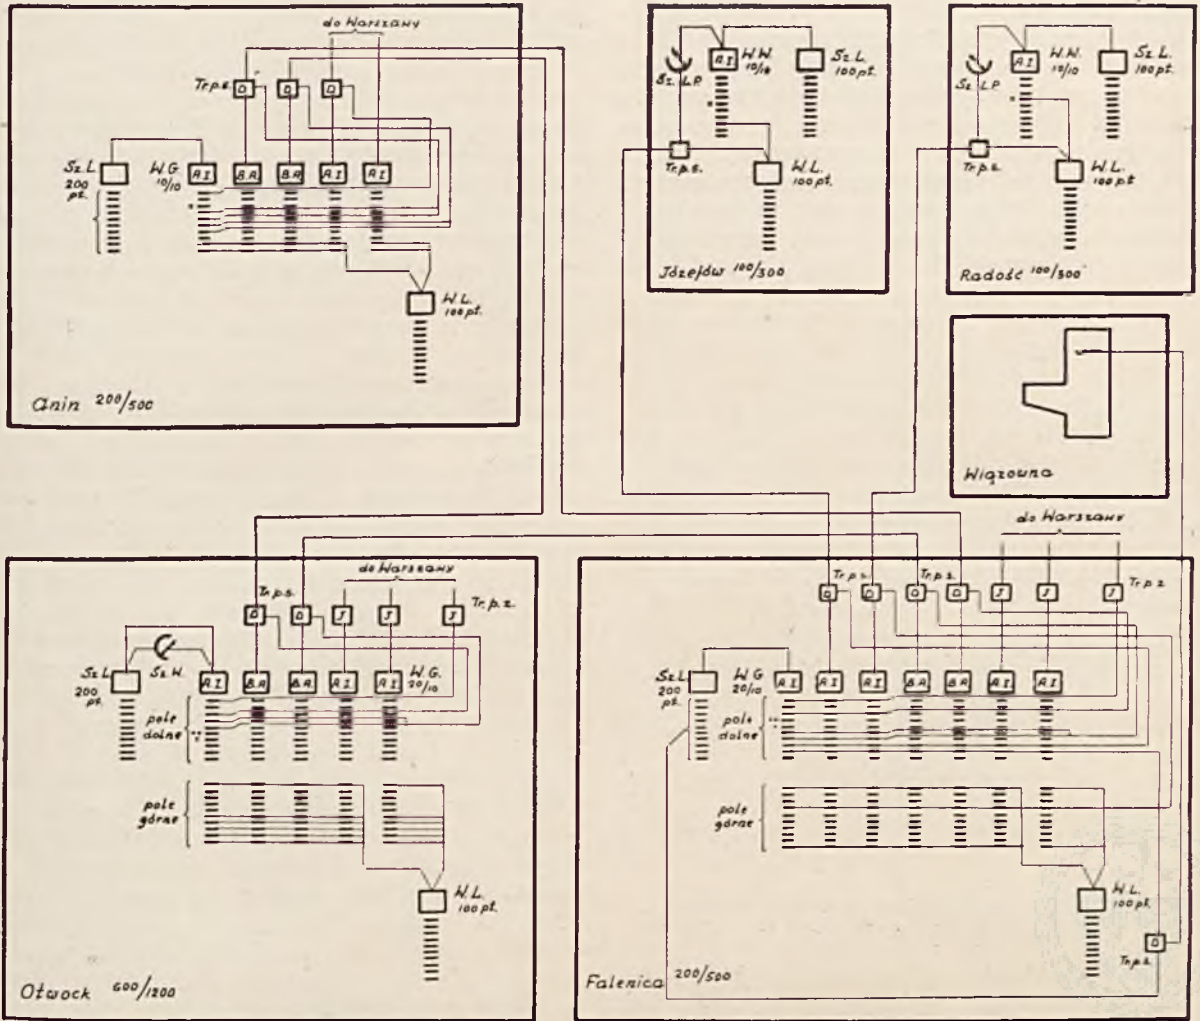 do Warszawy
Tr.p.s.
D
D
D
Sz.L.
200
pt.
W.G.
10/10
A.I
B.A
B.A
A.I
A.I
W.L.
100 pt.
Anin 200/500
Sz.L.P.
A.I
W.W.
10/10
Sz.L.
100 pt.
Tr.p.s.
W.L.
100 pt.
Józefów 100/300
Sz.L.P.
A.I
W.W.
10/10
Sz.L.
100 pt.
Tr.p.s.
W.L.
100 pt
Radość 100/300
Wiązowna
do Warszawy
Tr.p.s.
D
D
J
J
J
Tr.p.z.
Sz.L.
200
pt.
Sz.W.
A.I
B.A
B.A
A.I
A.I
W.G.
20/10
pole
dolne
pole
górne
W.L.
100 pt.
Otwock 600/1200
do Warszawy
Tr.p.s.
Tr.p.s.
D
D
D
D
J
J
J
Tr.p.z
Sz.L.
200
pt.
W.G.
20/10
A.I
A.I
A.I
B.A
B.A
A.I
A.I
pole
dolne
pole
górne
W.L.
100 pt.
D
Tr.p.s.
Falenica 200/500